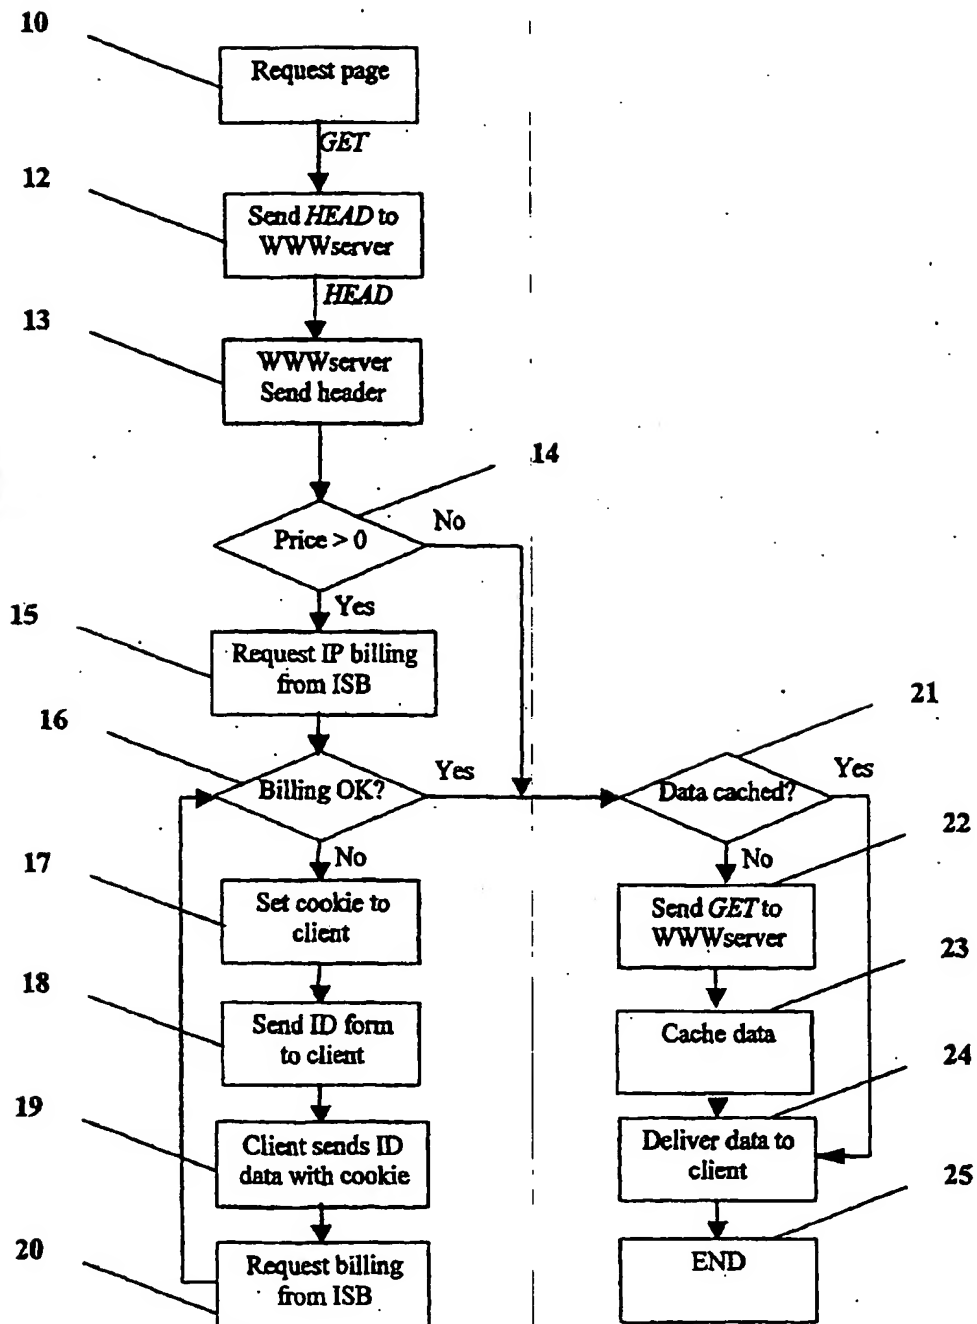 10
Request page
GET
12
Send HEAD to
WWWserver
HEAD
13
WWWserver
Send header
14
Price > 0
No
Yes
15
Request IP billing
from ISB
16
Billing OK?
Yes
21
Data cached?
Yes
No
17
Set cookie to
client
No
22
Send GET to
WWWserver
18
Send ID form
to client
23
Cache data
19
Client sends ID
data with cookie
24
Deliver data to
client
20
Request billing
from ISB
25
END